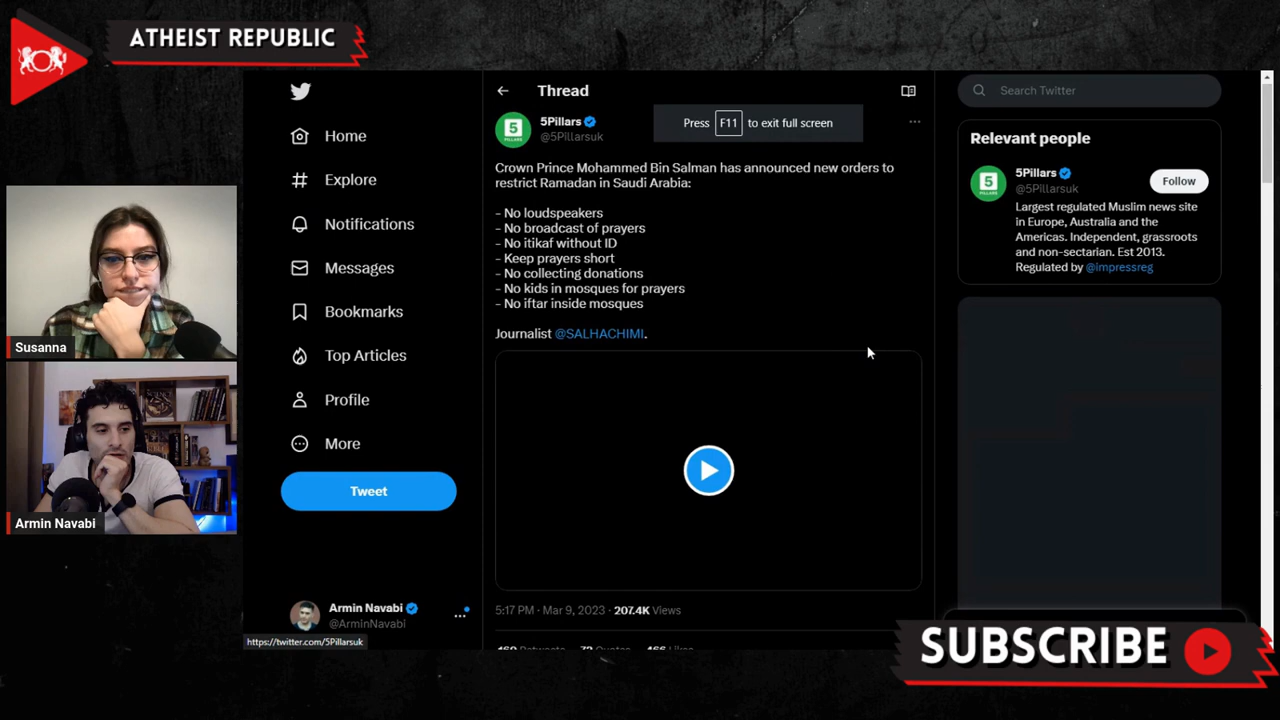 ATHEIST REPUBLIC
Susanna
Armin Navabi
Home
Explore
Notifications
Messages
Bookmarks
Top Articles
Profile
More
Tweet
Armin Navabi
@ArminNavabi
https://twitter.com/5Pillarsuk
Thread
Press F11 to exit full screen
5
PILLARS
5Pillars
@5Pillarsuk
Crown Prince Mohammed Bin Salman has announced new orders to
restrict Ramadan in Saudi Arabia:
- No loudspeakers
- No broadcast of prayers
- No itikaf without ID
- Keep prayers short
- No collecting donations
- No kids in mosques for prayers
- No iftar inside mosques
Journalist @SALHACHIMI.
5:17 PM · Mar 9, 2023 · 207.4K Views
Search Twitter
Relevant people
5
PILLARS
5Pillars
@5Pillarsuk
Follow
Largest regulated Muslim news site
in Europe, Australia and the
Americas. Independent, grassroots
and non-sectarian. Est 2013.
Regulated by @impressreg
SUBSCRIBE